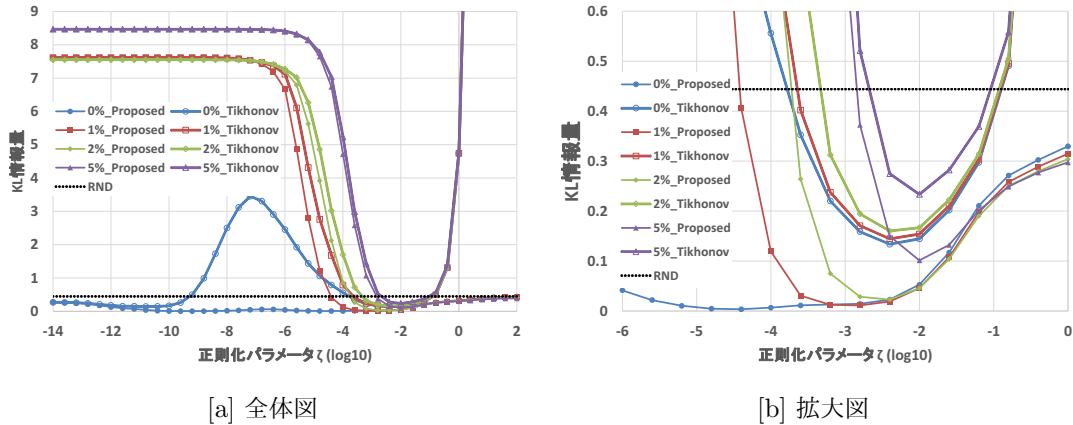 9
8
7
6
5
4
3
2
1
0
KL情報量
0%_Proposed
0%_Tikhonov
1%_Proposed
1%_Tikhonov
2%_Proposed
2%_Tikhonov
5%_Proposed
5%_Tikhonov
RND
-14 -12 -10 -8 -6 -4 -2 0 2
正則化パラメータζ (log10)
[a] 全体図
0.6
0.5
0.4
0.3
0.2
0.1
0
KL情報量
0%_Proposed
0%_Tikhonov
1%_Proposed
1%_Tikhonov
2%_Proposed
2%_Tikhonov
5%_Proposed
5%_Tikhonov
RND
-6 -5 -4 -3 -2 -1 0
正則化パラメータζ (log10)
[b] 拡大図